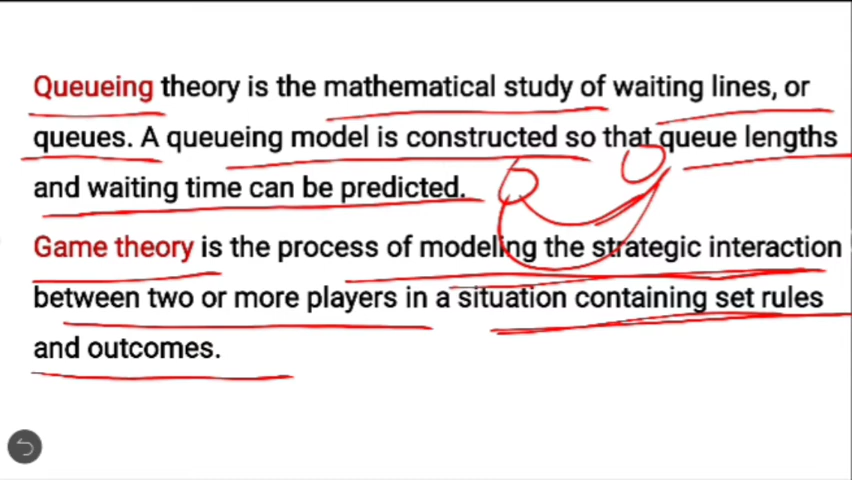 Queueing theory is the mathematical study of waiting lines, or
queues. A queueing model is constructed so that queue lengths
and waiting time can be predicted.
Game theory is the process of modeling the strategic interaction
between two or more players in a situation containing set rules
and outcomes.